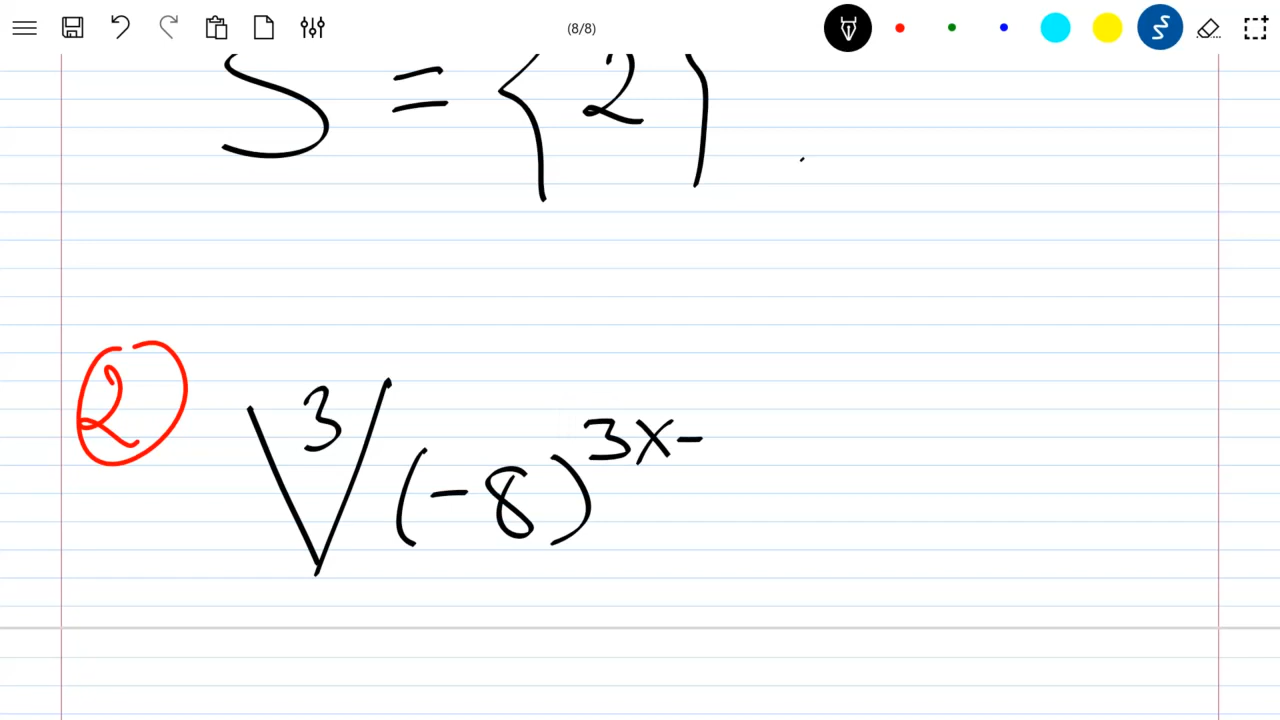 (8/8)
S = {2}
2 ∛(-8)^3x-